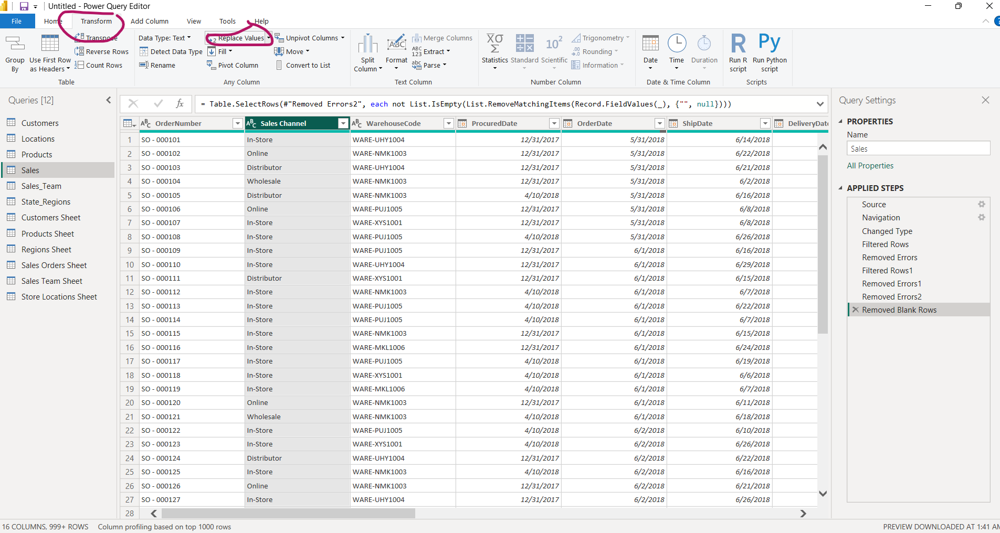 Untitled - Power Query Editor
File Home Transform Add Column View Tools Help
Transpose Data Type: Text Replace Values Unpivot Columns Merge Columns Trigonometry
Reverse Rows Detect Data Type Fill Move Extract Rounding
Group By Use First Row as Headers Count Rows Rename Pivot Column Convert to List Split Column Format Parse Statistics Standard Scientific Information Date Time Duration Run R script Run Python script
Table Any Column Text Column Number Column Date & Time Column Scripts
Queries [12]
Customers
Locations
Products
Sales
Sales_Team
State_Regions
Customers Sheet
Products Sheet
Regions Sheet
Sales Orders Sheet
Sales Team Sheet
Store Locations Sheet
fx = Table.SelectRows(#"Removed Errors2", each not List.IsEmpty(List.RemoveMatchingItems(Record.FieldValues(_), {"", null})))
OrderNumber Sales Channel WarehouseCode ProcuredDate OrderDate ShipDate DeliveryDate
1 SO - 000101 In-Store WARE-UHY1004 12/31/2017 5/31/2018 6/14/2018
2 SO - 000102 Online WARE-NMK1003 12/31/2017 5/31/2018 6/22/2018
3 SO - 000103 Distributor WARE-UHY1004 12/31/2017 5/31/2018 6/21/2018
4 SO - 000104 Wholesale WARE-NMK1003 12/31/2017 5/31/2018 6/2/2018
5 SO - 000105 Distributor WARE-NMK1003 4/10/2018 5/31/2018 6/16/2018
6 SO - 000106 Online WARE-PUJ1005 12/31/2017 5/31/2018 6/8/2018
7 SO - 000107 In-Store WARE-XYS1001 12/31/2017 5/31/2018 6/8/2018
8 SO - 000108 In-Store WARE-PUJ1005 4/10/2018 5/31/2018 6/26/2018
9 SO - 000109 In-Store WARE-PUJ1005 12/31/2017 6/1/2018 6/16/2018
10 SO - 000110 In-Store WARE-UHY1004 12/31/2017 6/1/2018 6/29/2018
11 SO - 000111 Distributor WARE-XYS1001 12/31/2017 6/1/2018 6/15/2018
12 SO - 000112 In-Store WARE-NMK1003 4/10/2018 6/1/2018 6/7/2018
13 SO - 000113 In-Store WARE-PUJ1005 4/10/2018 6/1/2018 6/22/2018
14 SO - 000114 In-Store WARE-PUJ1005 4/10/2018 6/1/2018 6/7/2018
15 SO - 000115 In-Store WARE-NMK1003 12/31/2017 6/1/2018 6/15/2018
16 SO - 000116 In-Store WARE-MKL1006 12/31/2017 6/1/2018 6/24/2018
17 SO - 000117 In-Store WARE-PUJ1005 4/10/2018 6/1/2018 6/19/2018
18 SO - 000118 In-Store WARE-XYS1001 4/10/2018 6/1/2018 6/6/2018
19 SO - 000119 In-Store WARE-MKL1006 4/10/2018 6/1/2018 6/7/2018
20 SO - 000120 Online WARE-NMK1003 12/31/2017 6/1/2018 6/11/2018
21 SO - 000121 Wholesale WARE-NMK1003 4/10/2018 6/1/2018 6/18/2018
22 SO - 000122 In-Store WARE-PUJ1005 4/10/2018 6/2/2018 6/10/2018
23 SO - 000123 In-Store WARE-XYS1001 4/10/2018 6/2/2018 6/26/2018
24 SO - 000124 Distributor WARE-UHY1004 12/31/2017 6/2/2018 6/22/2018
25 SO - 000125 In-Store WARE-NMK1003 4/10/2018 6/2/2018 6/16/2018
26 SO - 000126 Online WARE-NMK1003 12/31/2017 6/2/2018 6/21/2018
27 SO - 000127 In-Store WARE-UHY1004 12/31/2017 6/2/2018 6/26/2018
28
Query Settings
PROPERTIES
Name
Sales
All Properties
APPLIED STEPS
Source
Navigation
Changed Type
Filtered Rows
Removed Errors
Filtered Rows1
Removed Errors1
Removed Errors2
Removed Blank Rows
16 COLUMNS, 999+ ROWS Column profiling based on top 1000 rows PREVIEW DOWNLOADED AT 1:41 AM